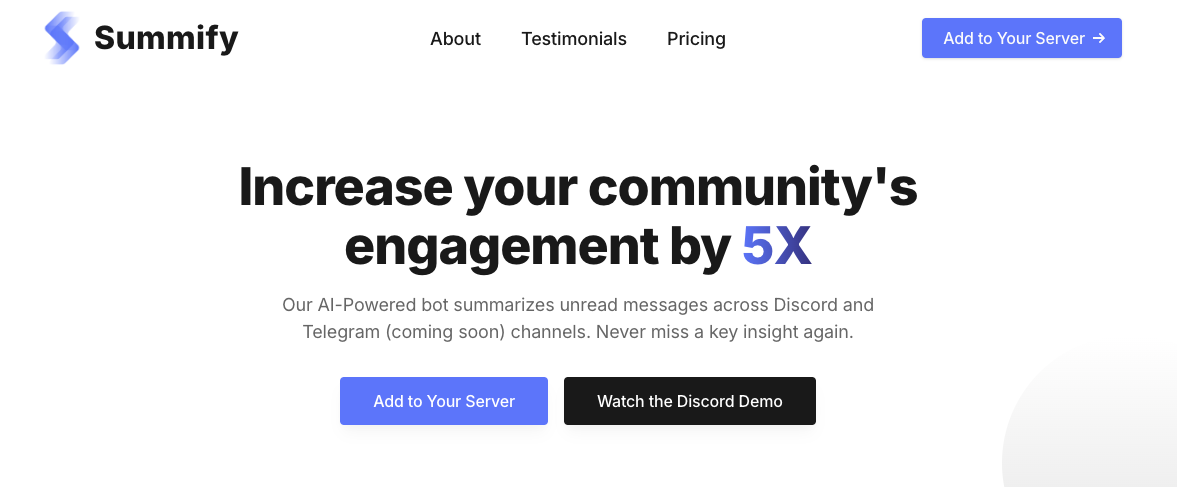 Summify
About
Testimonials
Pricing
Add to Your Server →
Increase your community's
engagement by 5X
Our AI-Powered bot summarizes unread messages across Discord and
Telegram (coming soon) channels. Never miss a key insight again.
Add to Your Server
Watch the Discord Demo